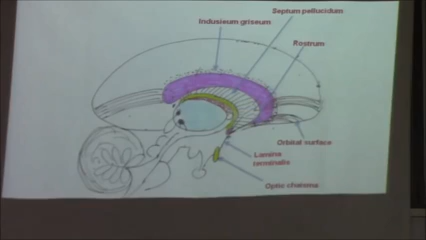 Septum pellucidum
Indusium griseum
Rostrum
Orbital surface
Lamina
terminalis
Optic chiasma